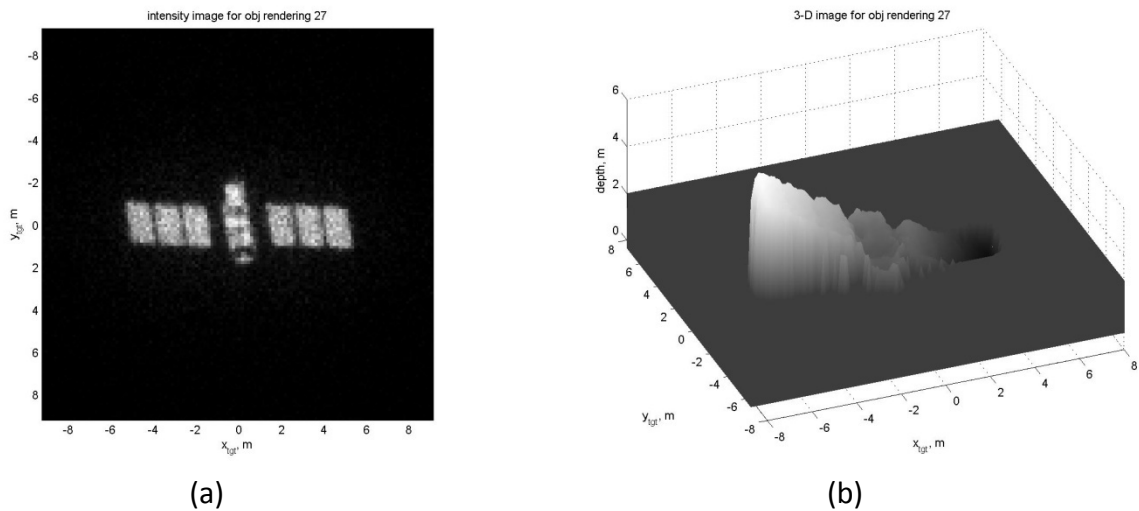 intensity image for obj rendering 27
-8
-6
-4
-2
0
2
4
6
8
y_tgt, m
-8 -6 -4 -2 0 2 4 6 8
x_tgt, m
(a)
3-D image for obj rendering 27
6
4
2
0
depth, m
8
6
4
2
0
-2
-4
-6
-8
y_tgt, m
-8 -6 -4 -2 0 2 4 6 8
x_tgt, m
(b)